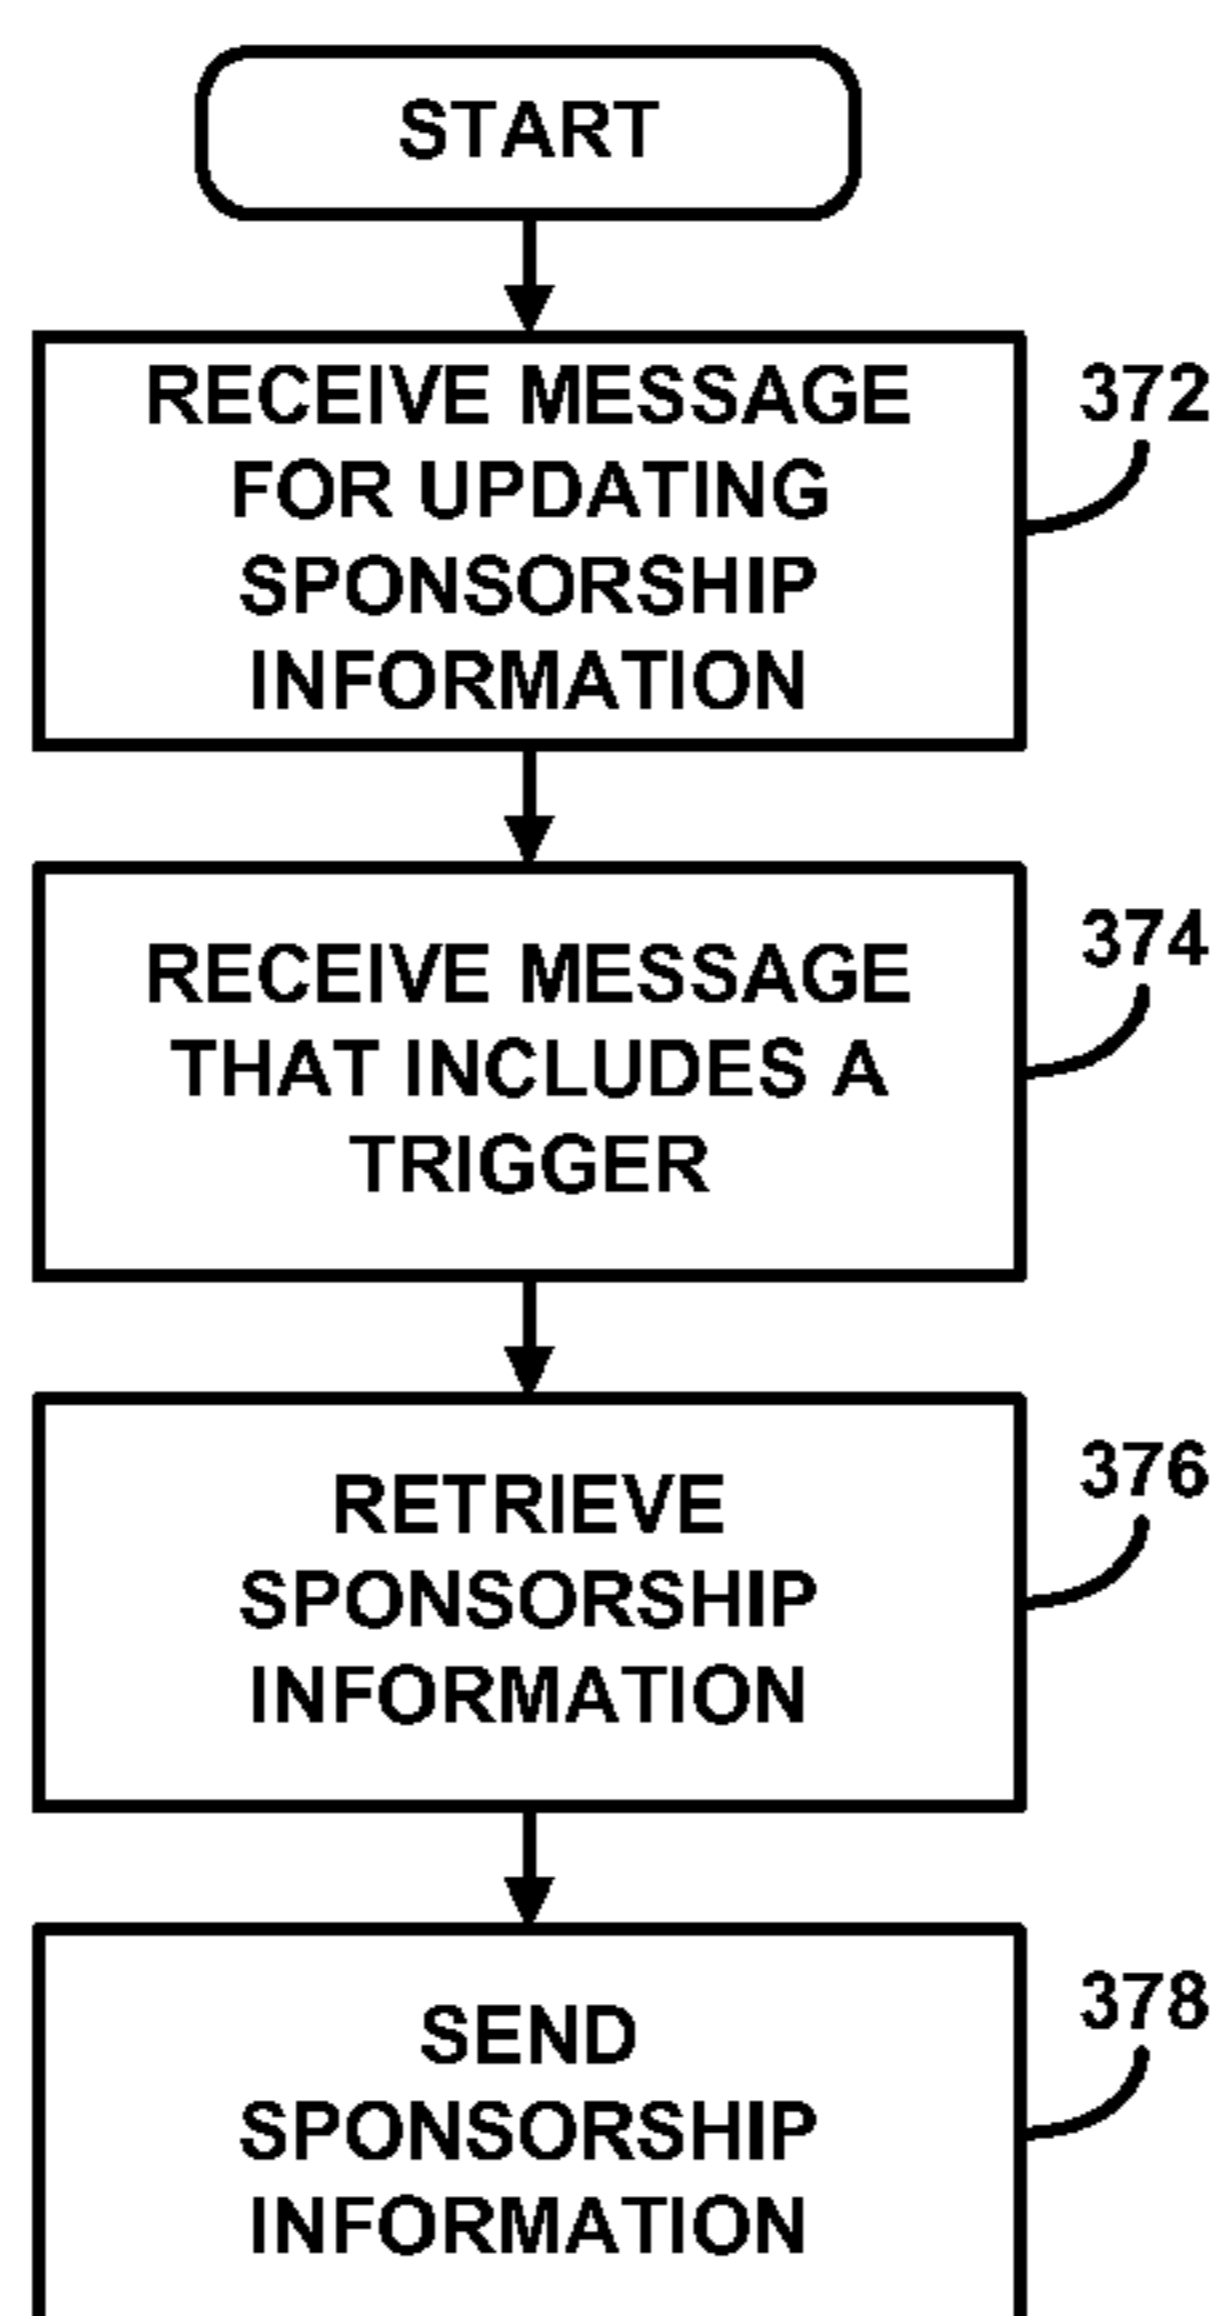 START
RECEIVE MESSAGE
FOR UPDATING
SPONSORSHIP
INFORMATION
372
RECEIVE MESSAGE
THAT INCLUDES A
TRIGGER
374
RETRIEVE
SPONSORSHIP
INFORMATION
376
SEND
SPONSORSHIP
INFORMATION
378